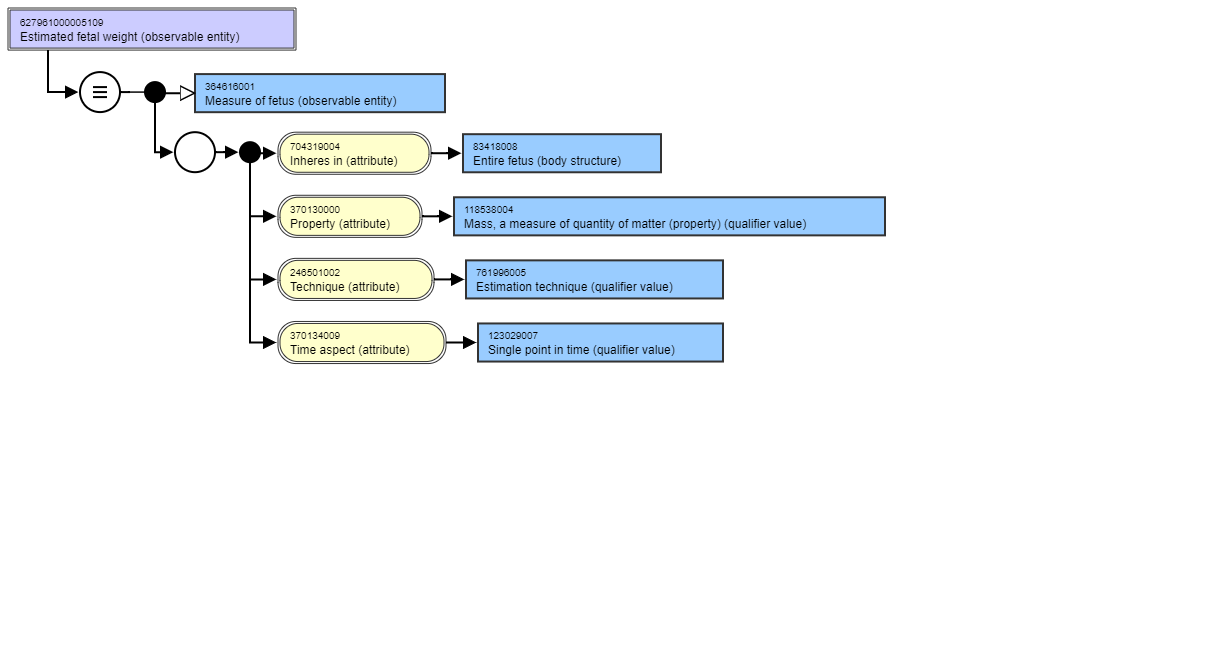 627961000005109
Estimated fetal weight (observable entity)
364616001
Measure of fetus (observable entity)
704319004
Inheres in (attribute)
83418008
Entire fetus (body structure)
370130000
Property (attribute)
118538004
Mass, a measure of quantity of matter (property) (qualifier value)
246501002
Technique (attribute)
761996005
Estimation technique (qualifier value)
370134009
Time aspect (attribute)
123029007
Single point in time (qualifier value)